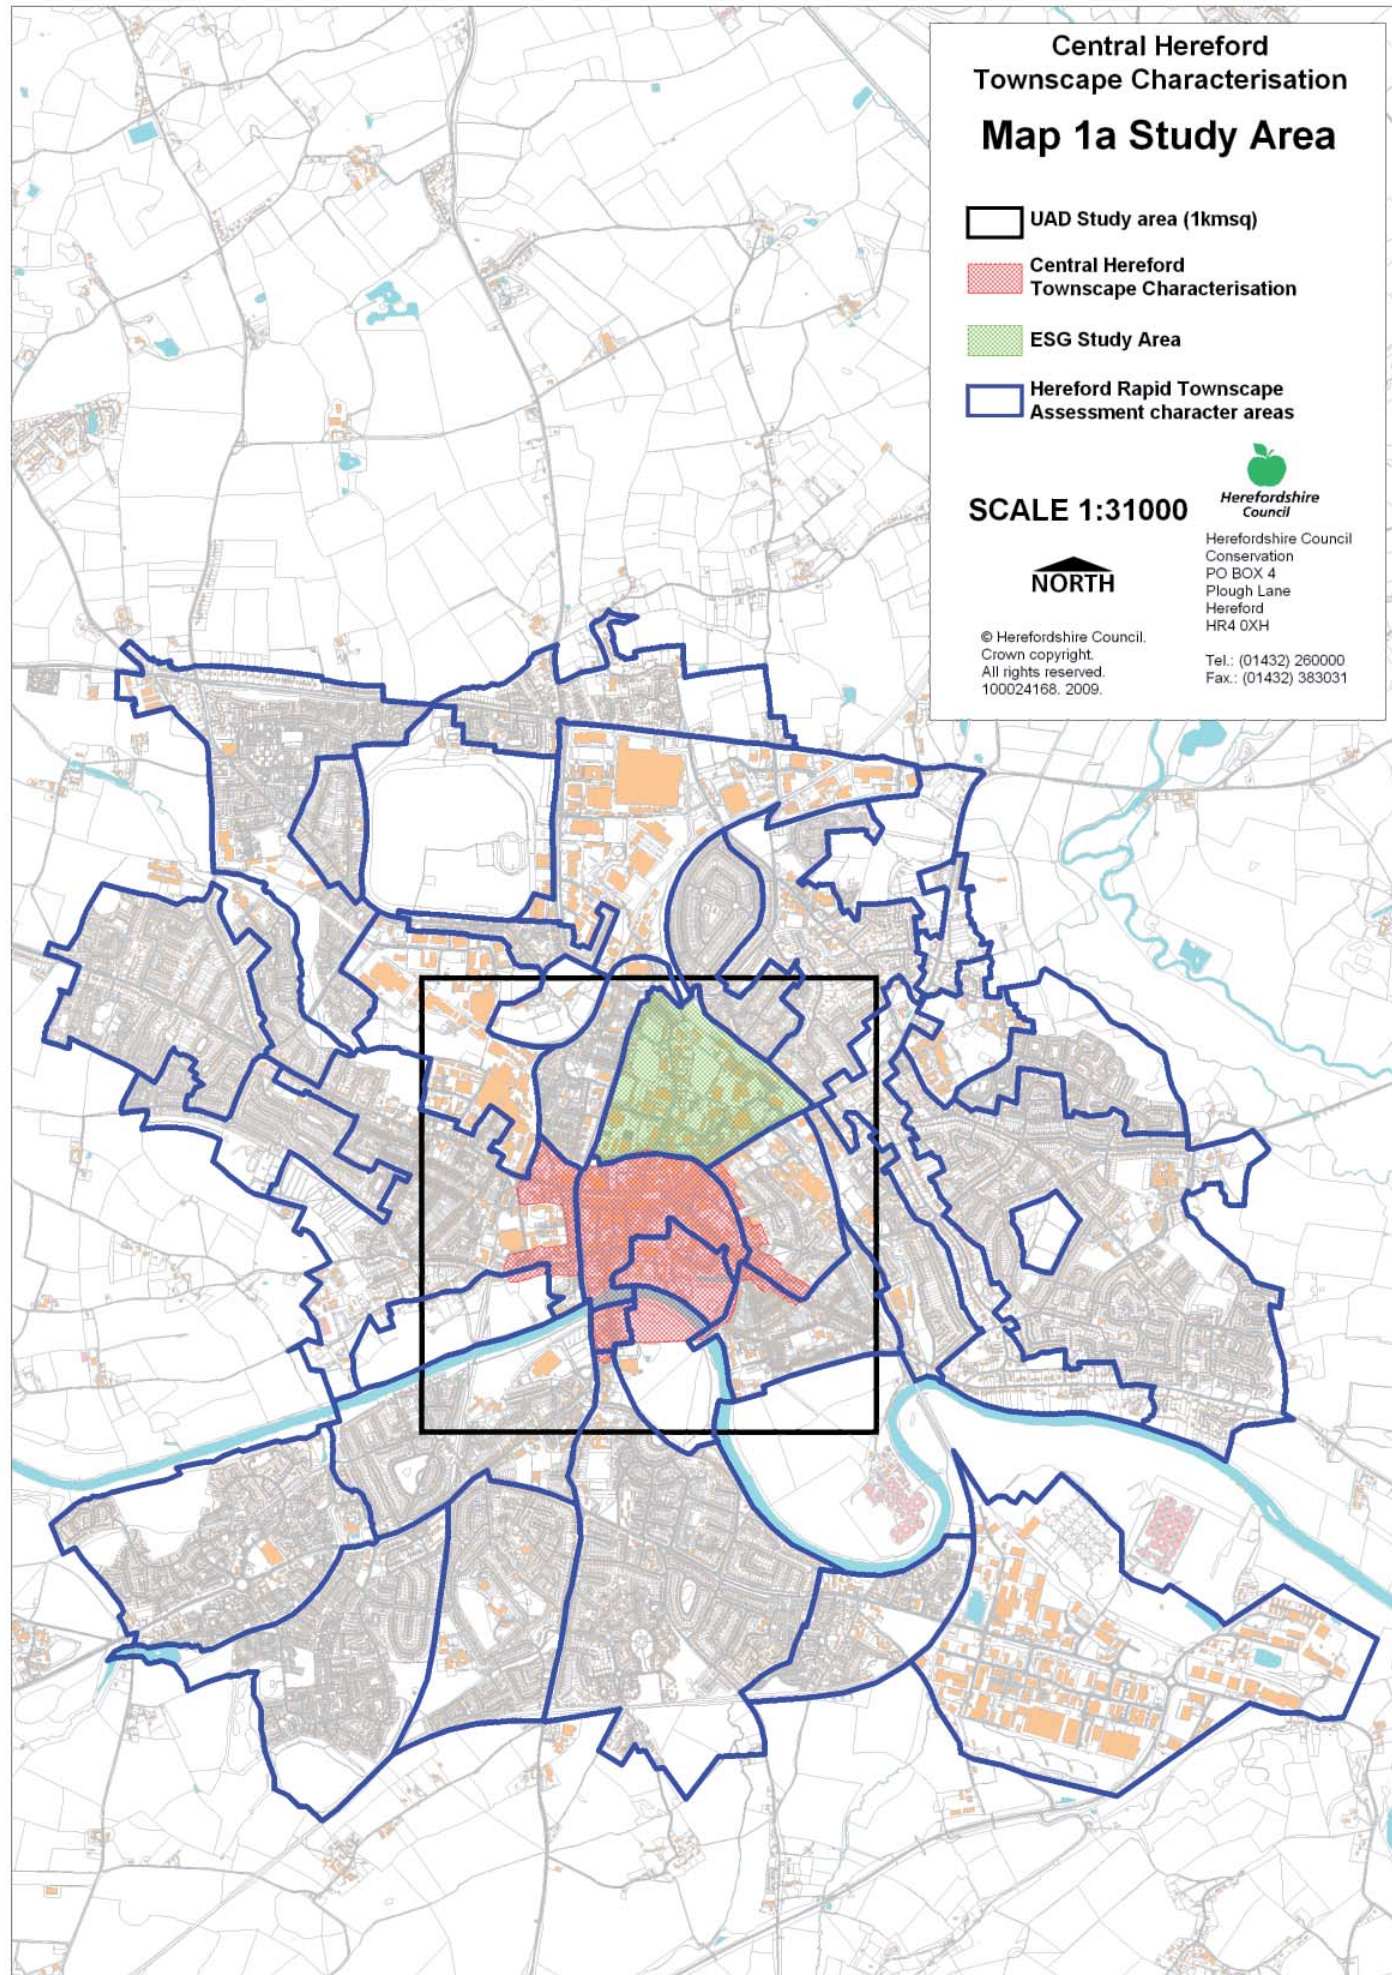 Central Hereford
Townscape Characterisation
Map 1a Study Area
UAD Study area (1kmsq)
Central Hereford
Townscape Characterisation
ESG Study Area
Hereford Rapid Townscape
Assessment character areas
SCALE 1:31000
NORTH
© Herefordshire Council.
Crown copyright.
All rights reserved.
100024168. 2009.
Herefordshire
Council
Herefordshire Council
Conservation
PO BOX 4
Plough Lane
Hereford
HR4 0XH
Tel.: (01432) 260000
Fax.: (01432) 383031